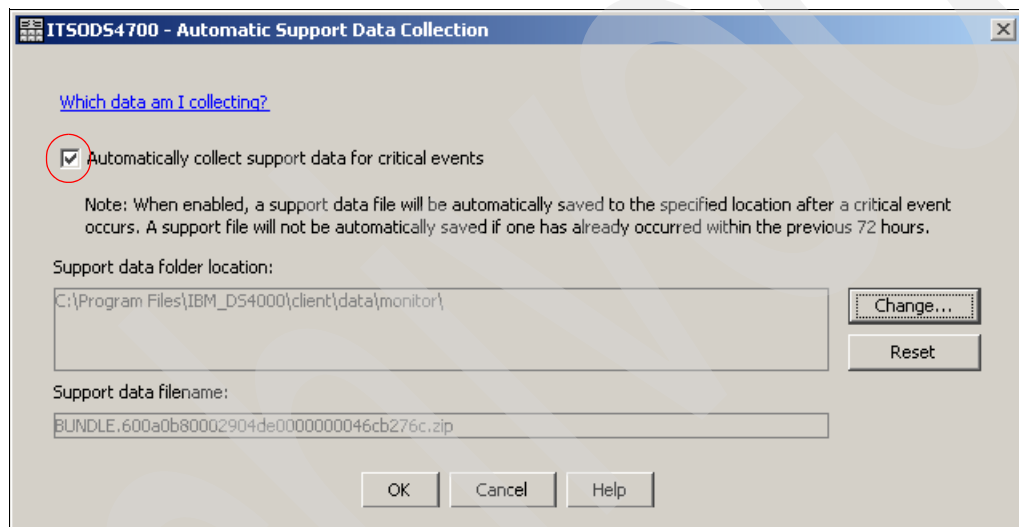 ITSODS4700 - Automatic Support Data Collection
Which data am I collecting?
Automatically collect support data for critical events
Note: When enabled, a support data file will be automatically saved to the specified location after a critical event
occurs. A support file will not be automatically saved if one has already occurred within the previous 72 hours.
Support data folder location:
C:\Program Files\IBM_DS4000\client\data\monitor\
Change...
Reset
Support data filename:
BUNDLE.600a0b80002904de0000000046cb276c.zip
OK Cancel Help